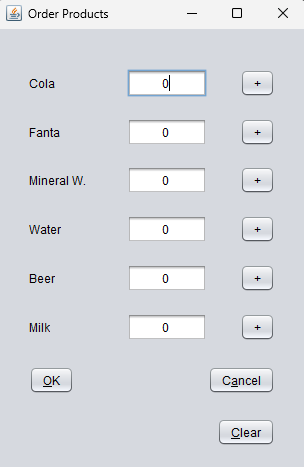 Order Products
Cola 0 +
Fanta 0 +
Mineral W. 0 +
Water 0 +
Beer 0 +
Milk 0 +
OK Cancel
Clear